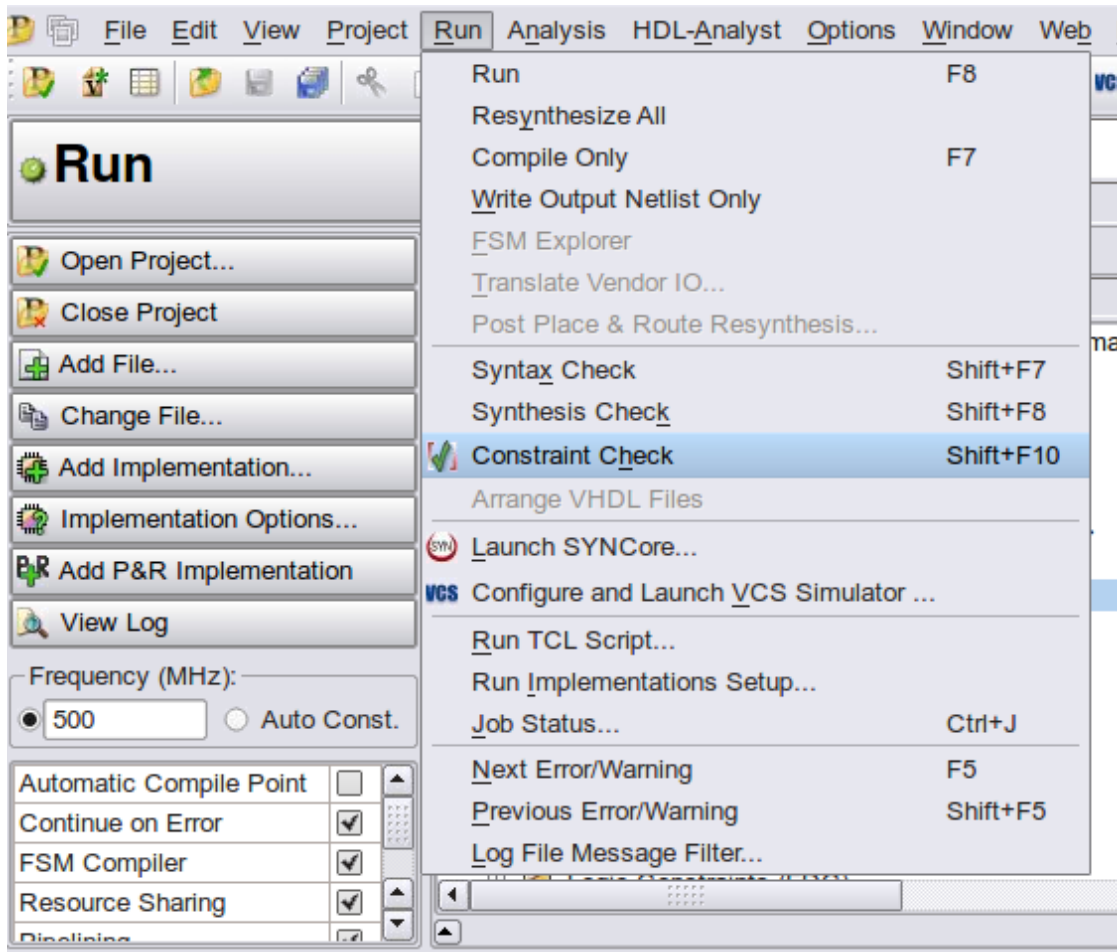 File Edit View Project Run Analysis HDL-Analyst Options Window Web
Run F8
Resynthesize All
Compile Only F7
Write Output Netlist Only
FSM Explorer
Translate Vendor IO...
Post Place & Route Resynthesis...
Syntax Check Shift+F7
Synthesis Check Shift+F8
Constraint Check Shift+F10
Arrange VHDL Files
SYN Launch SYNCore...
VCS Configure and Launch VCS Simulator ...
Run TCL Script...
Run Implementations Setup...
Job Status... Ctrl+J
Next Error/Warning F5
Previous Error/Warning Shift+F5
Log File Message Filter...
Run
Open Project...
Close Project
Add File...
Change File...
Add Implementation...
Implementation Options...
P&R Add P&R Implementation
View Log
Frequency (MHz):
500 Auto Const.
Automatic Compile Point
Continue on Error
FSM Compiler
Resource Sharing
Pipelining